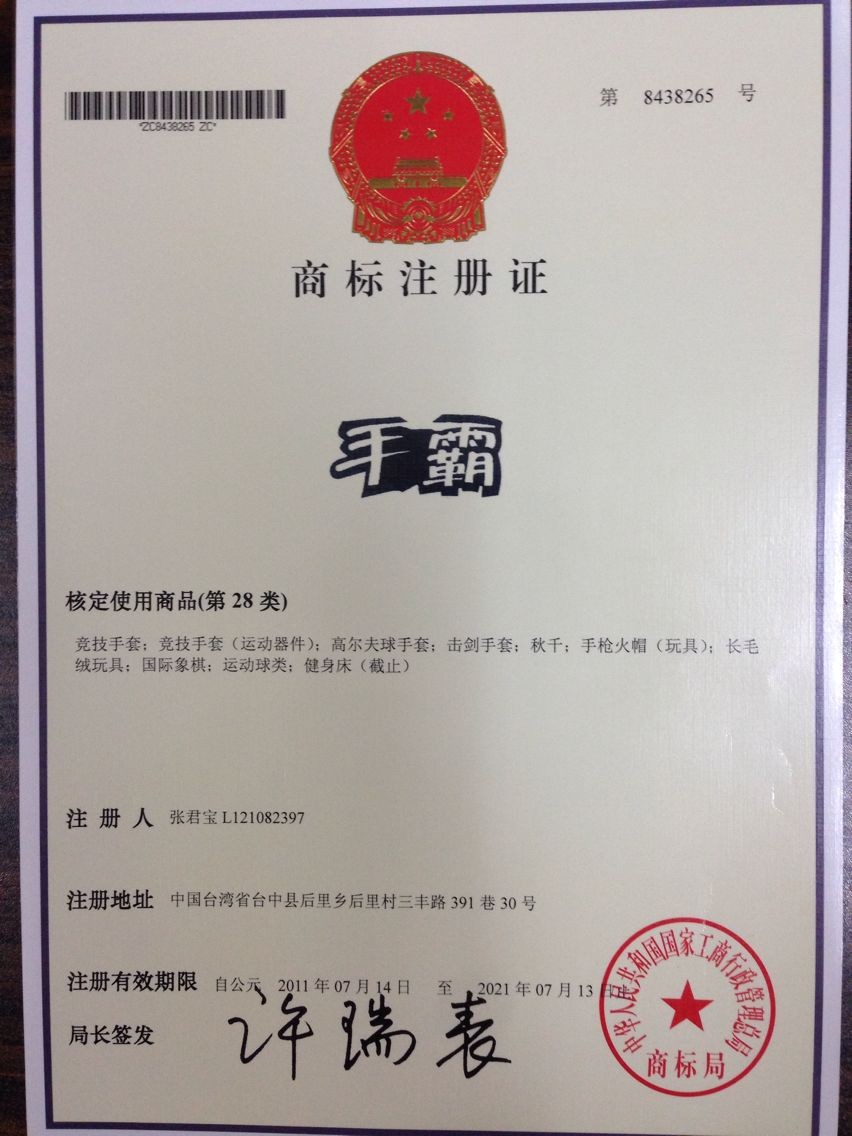 *ZC8438265 ZC*
第 8438265 号
商标注册证
手霸
核定使用商品(第 28 类)
竞技手套；竞技手套（运动器件）；高尔夫球手套；击剑手套；秋千；手枪火帽（玩具）；长毛
绒玩具；国际象棋；运动球类；健身床（截止）
注 册 人 张君宝 L121082397
注册地址 中国台湾省台中县后里乡后里村三丰路 391 巷 30 号
注册有效期限 自公元 2011 年 07 月 14 日 至 2021 年 07 月 13 日止
局长签发 许瑞表
中华人民共和国国家工商行政管理总局
商标局